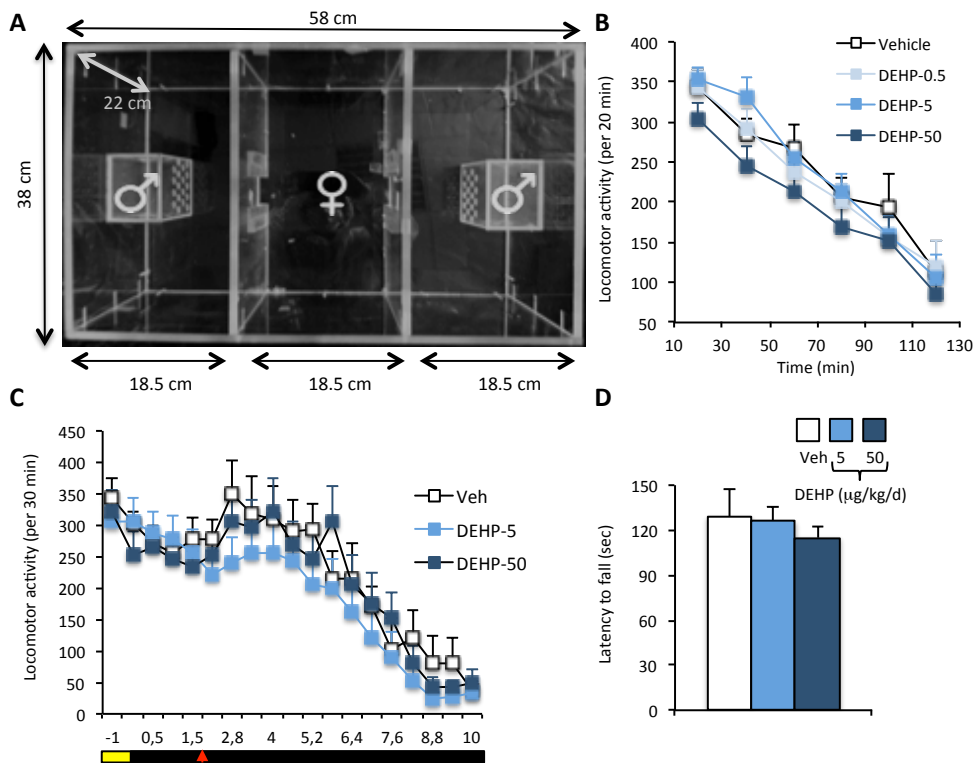 A
58 cm
38 cm
22 cm
♂
♀
♂
18.5 cm
18.5 cm
18.5 cm
B
Locomotor activity (per 20 min)
400
350
300
250
200
150
100
50
10
30
50
70
90
110
130
Time (min)
Vehicle
DEHP-0.5
DEHP-5
DEHP-50
C
Locomotor activity (per 30 min)
450
400
350
300
250
200
150
100
50
0
-1
0,5
1,5
2,8
4
5,2
6,4
7,6
8,8
10
Veh
DEHP-5
DEHP-50
D
Veh
5
50
DEHP (μg/kg/d)
Latency to fall (sec)
150
120
90
60
30
0